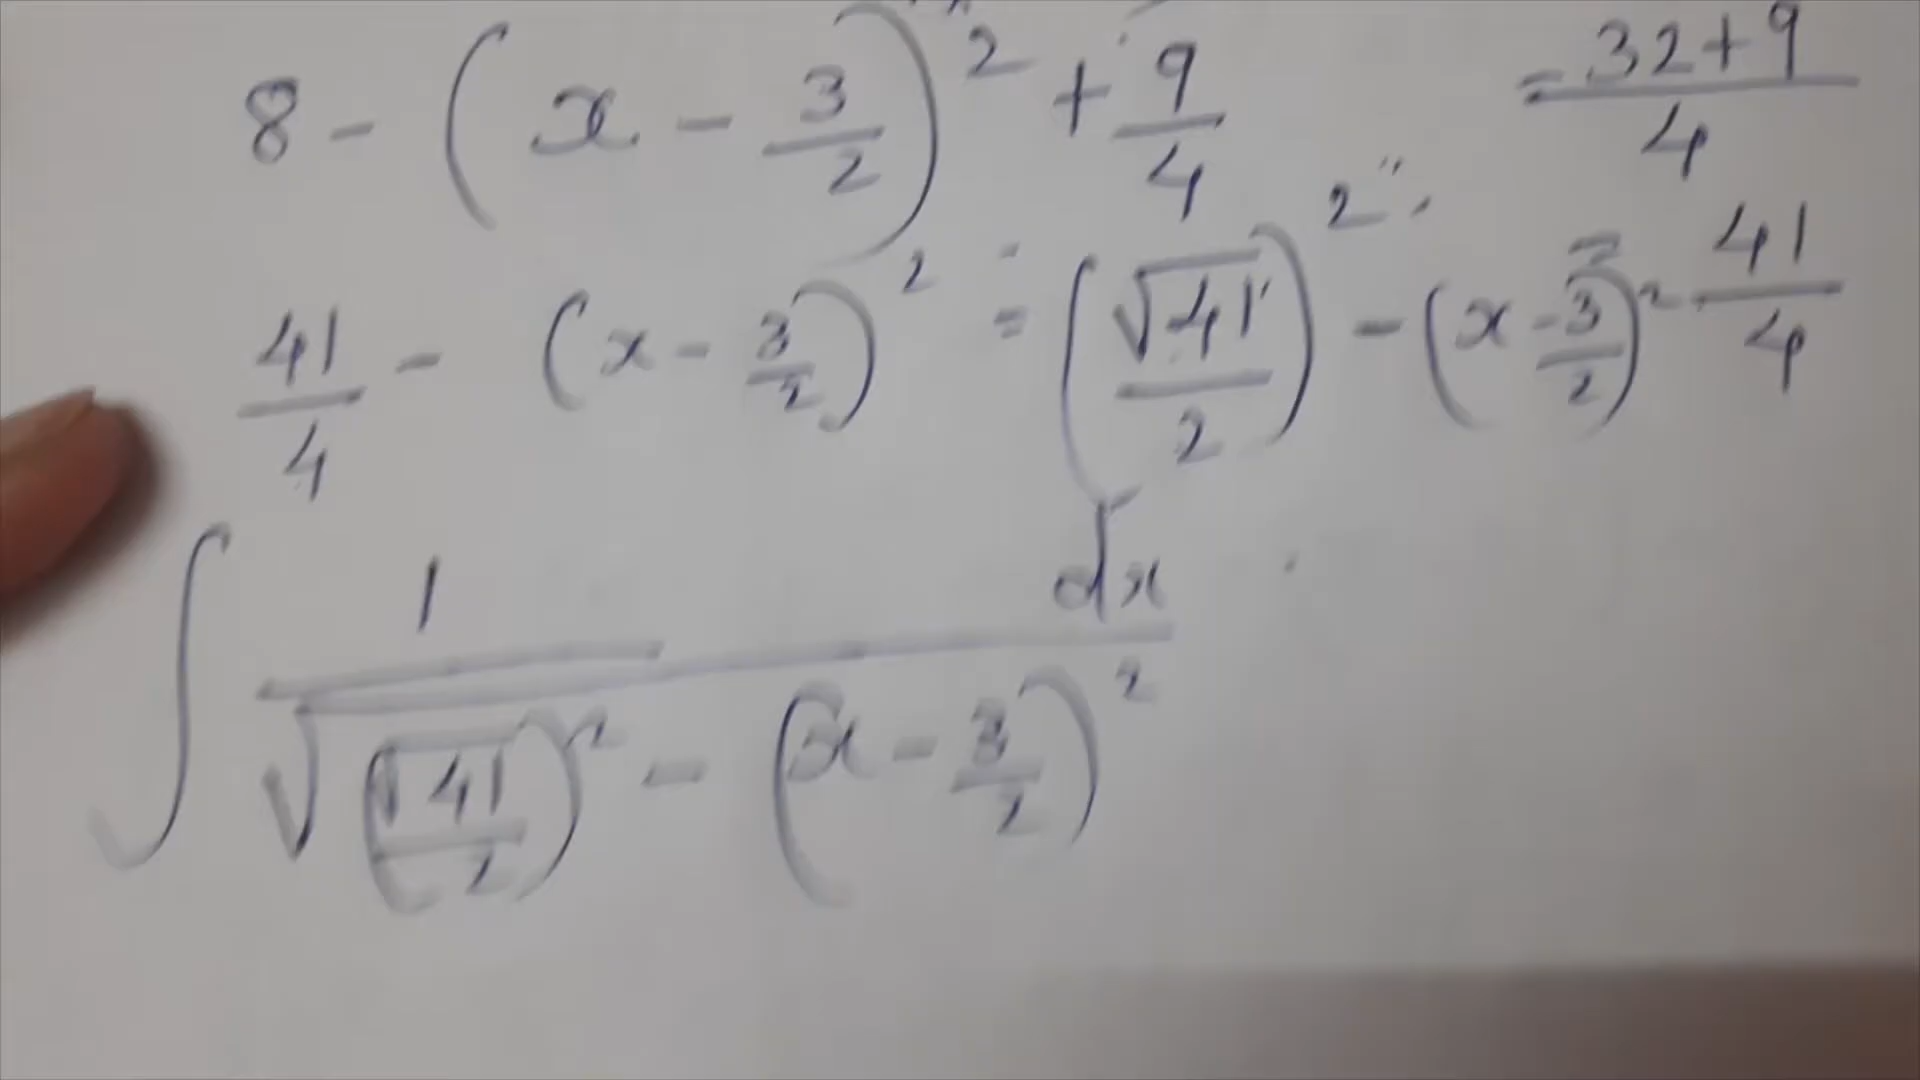 8 - (x - 3/2)² + 9/4
= 32+9/4
41/4 - (x - 3/2)² = (√41/2)² - (x - 3/2)²
= 41/4
∫ 1/√((√41/2)² - (x - 3/2)²) dx